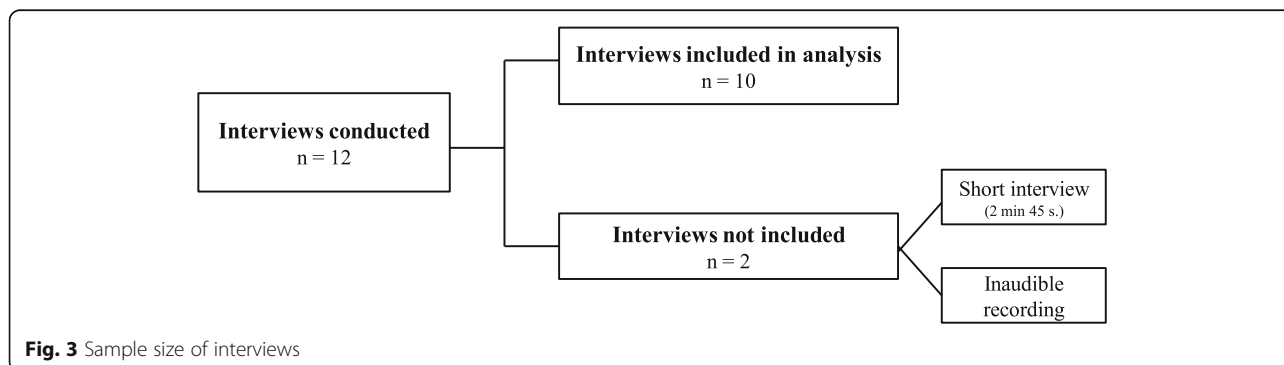 Interviews conducted
n = 12
Interviews included in analysis
n = 10
Interviews not included
n = 2
Short interview
(2 min 45 s.)
Inaudible
recording
Fig. 3 Sample size of interviews